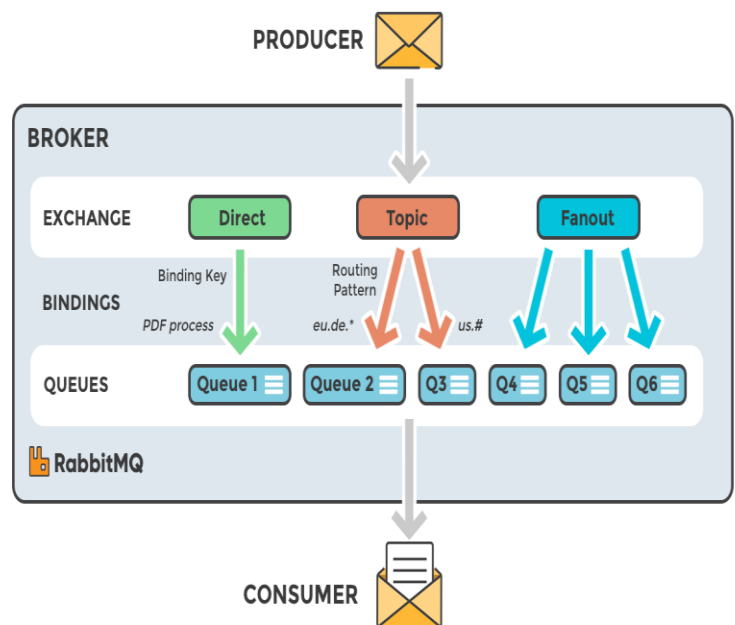 PRODUCER
BROKER
EXCHANGE
Direct
Topic
Fanout
Binding Key
Routing
Pattern
BINDINGS
PDF process
eu.de.*
us.#
QUEUES
Queue 1
Queue 2
Q3
Q4
Q5
Q6
RabbitMQ
CONSUMER